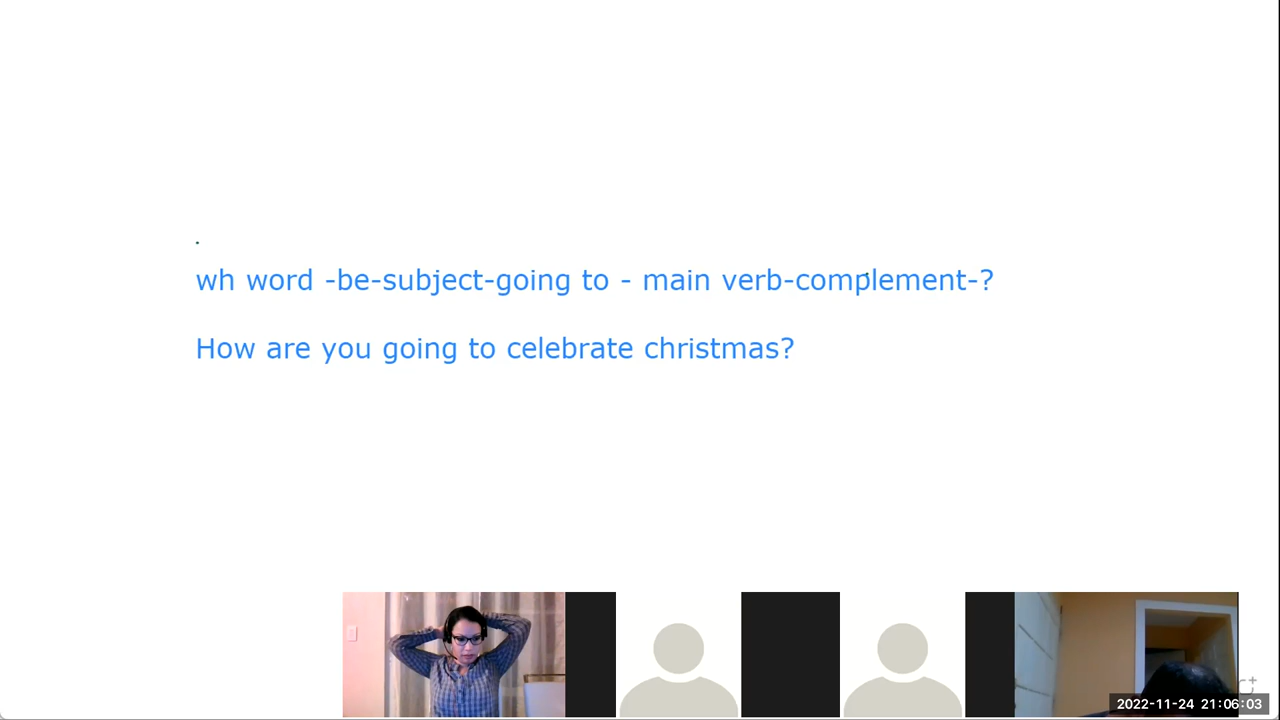 wh word -be-subject-going to - main verb-complement-?
How are you going to celebrate christmas?
2022-11-24 21:06:03